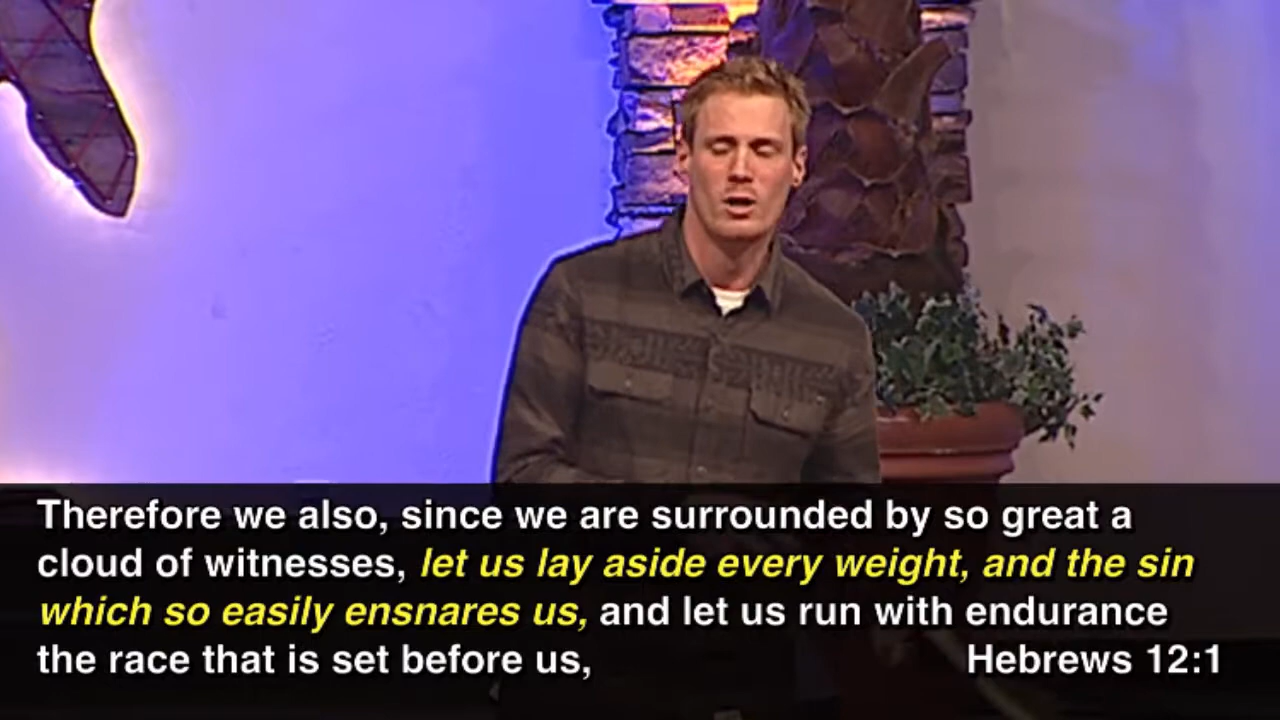 Therefore we also, since we are surrounded by so great a
cloud of witnesses, let us lay aside every weight, and the sin
which so easily ensnares us, and let us run with endurance
the race that is set before us,
Hebrews 12:1